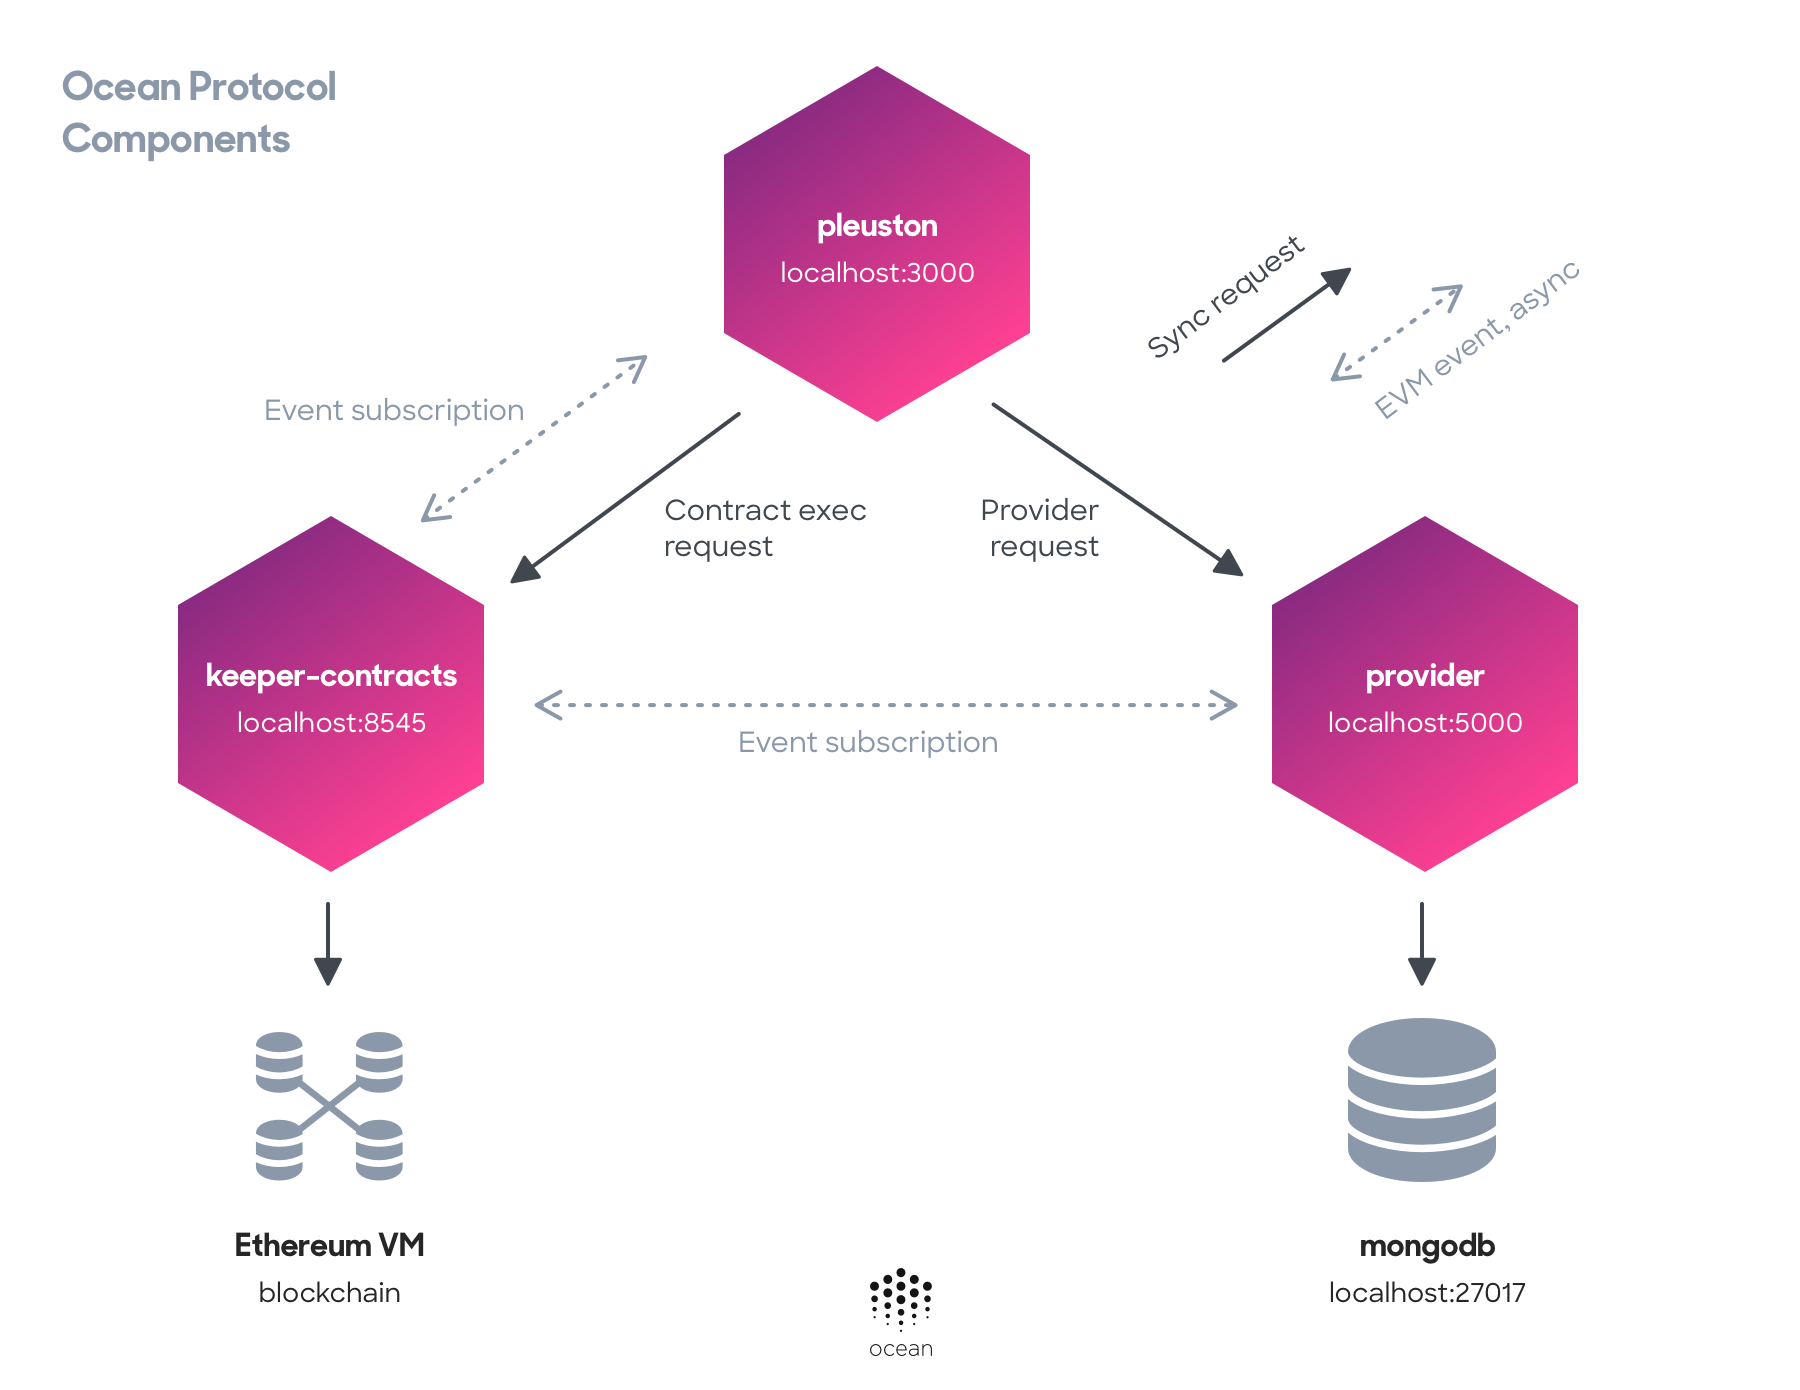 Ocean Protocol
Components
pleuston
localhost:3000
Sync request
EVM event, async
Event subscription
Contract exec
request
Provider
request
keeper-contracts
localhost:8545
Event subscription
provider
localhost:5000
Ethereum VM
blockchain
mongodb
localhost:27017
ocean